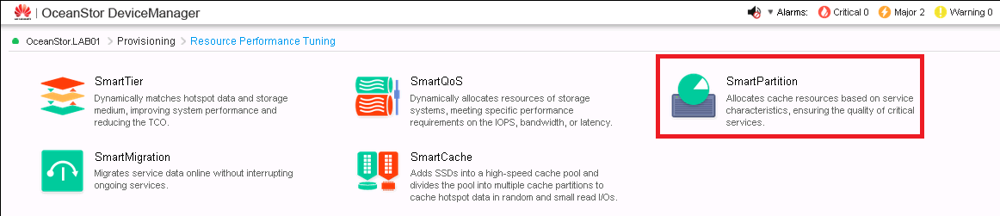 OceanStor DeviceManager
Alarms: Critical 0 Major 2 Warning 0
OceanStor.LAB01 Provisioning Resource Performance Tuning
SmartTier
Dynamically matches hotspot data and storage
medium, improving system performance and
reducing the TCO.
SmartQoS
Dynamically allocates resources of storage
systems, meeting specific performance
requirements on the IOPS, bandwidth, or latency.
SmartPartition
Allocates cache resources based on service
characteristics, ensuring the quality of critical
services.
SmartMigration
Migrates service data online without interrupting
ongoing services.
SmartCache
Adds SSDs into a high-speed cache pool and
divides the pool into multiple cache partitions to
cache hotspot data in random and small read I/Os.